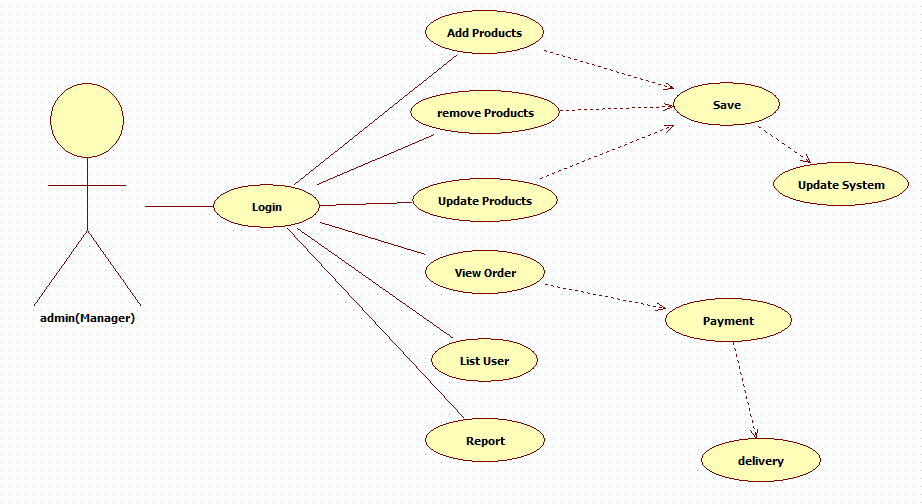 Add Products
remove Products
Save
Update System
Login
Update Products
View Order
admin(Manager)
Payment
List User
Report
delivery